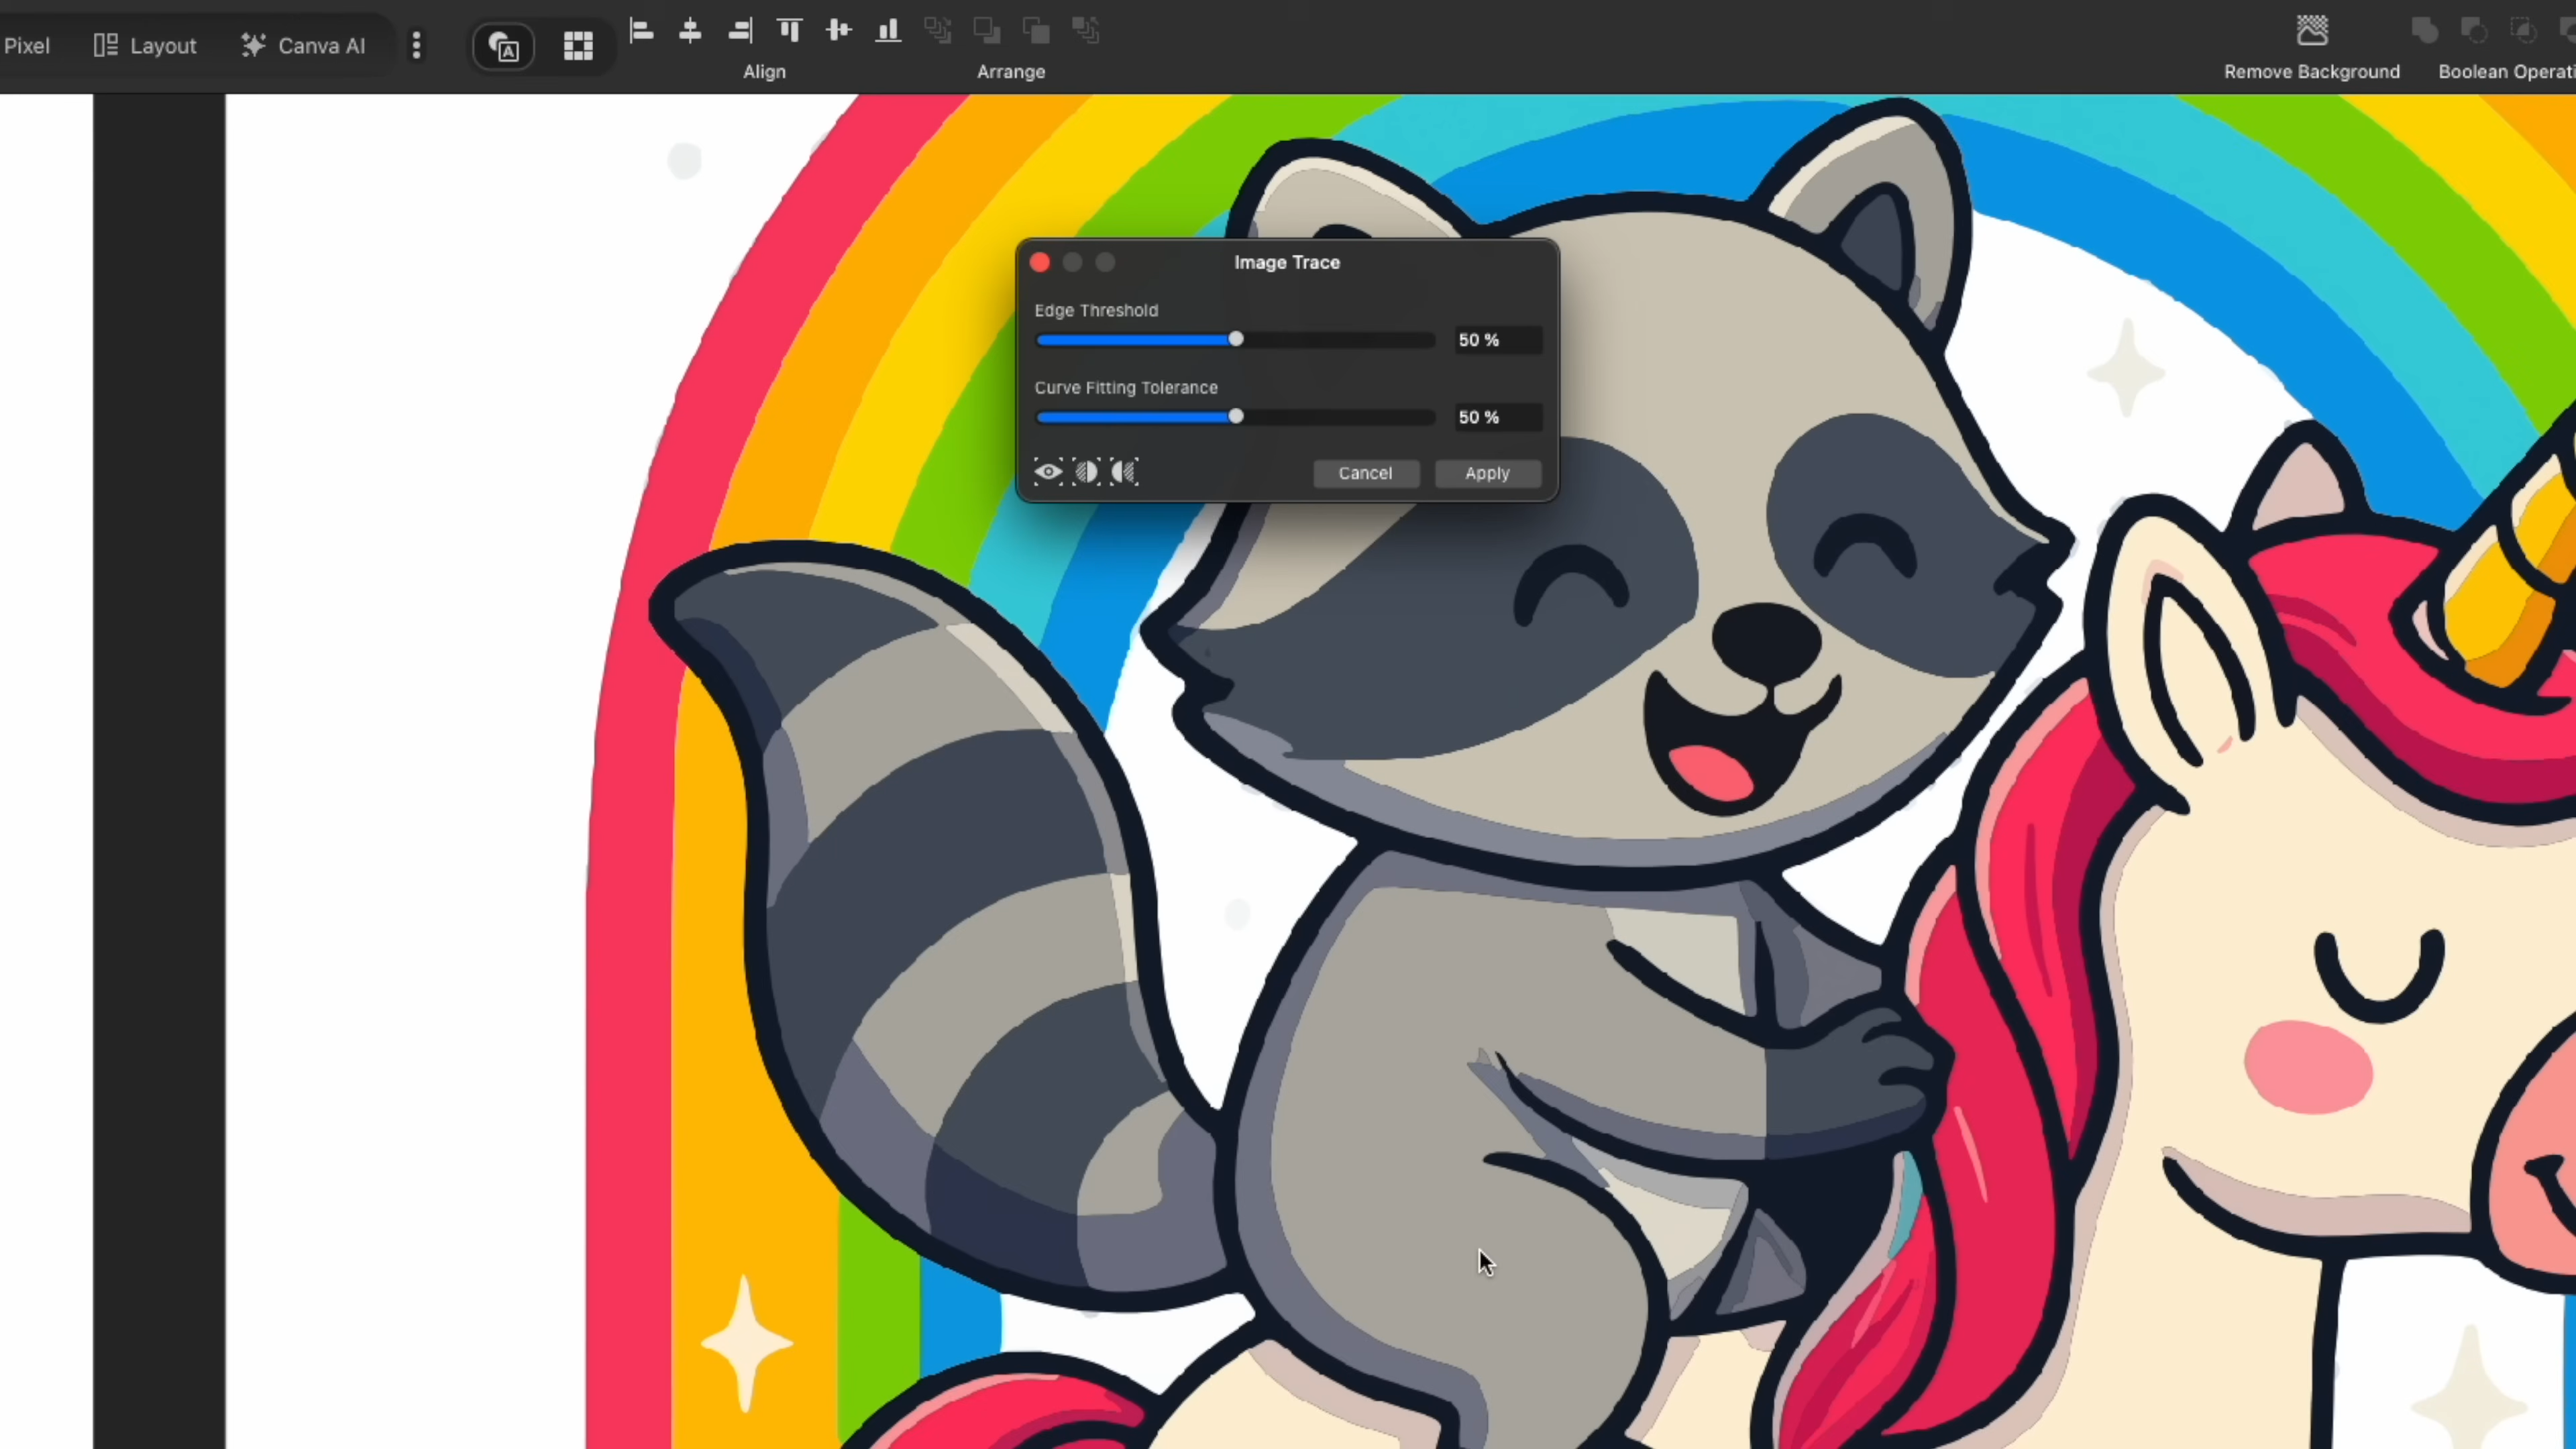 Pixel
Layout
Canva AI
A
Align
Arrange
Remove Background
Boolean Operati
Image Trace
Edge Threshold
50 %
Curve Fitting Tolerance
50 %
Cancel
Apply